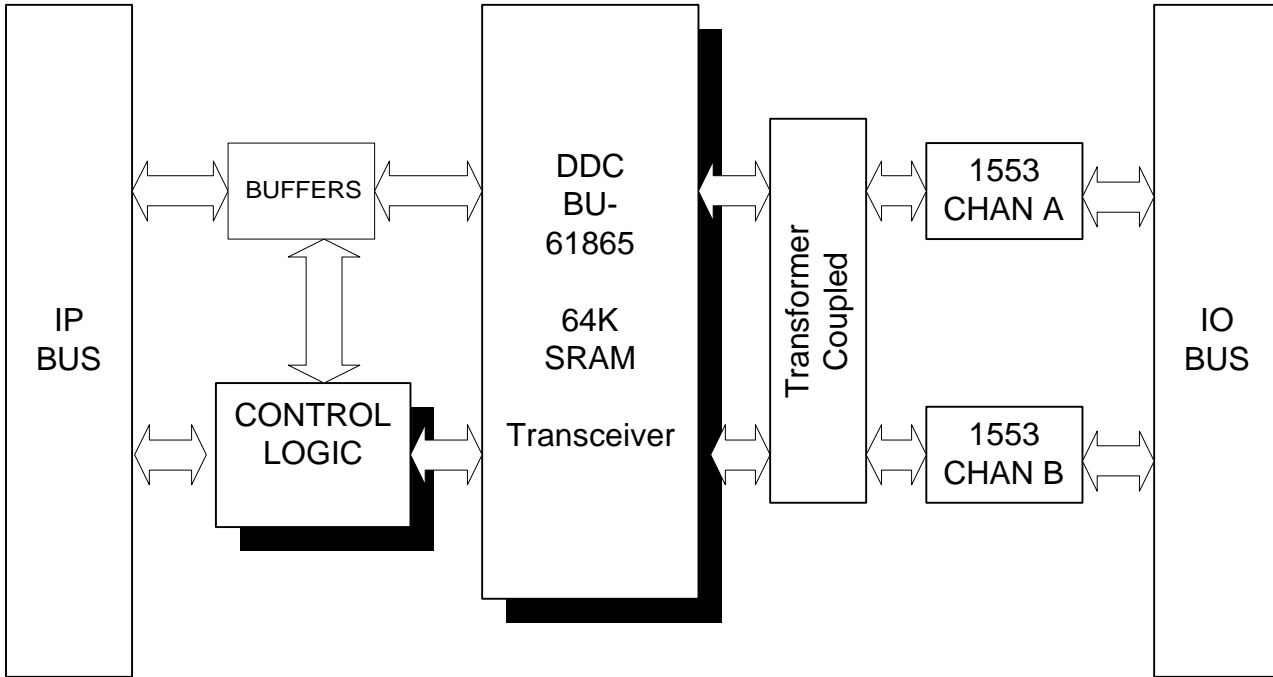 IP
BUS
BUFFERS
CONTROL
LOGIC
DDC
BU-
61865
64K
SRAM
Transceiver
Transformer
Coupled
1553
CHAN A
1553
CHAN B
IO
BUS